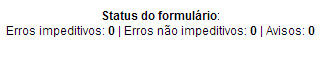 Status do formulário:
Erros impeditivos: 0 | Erros não impeditivos: 0 | Avisos: 0